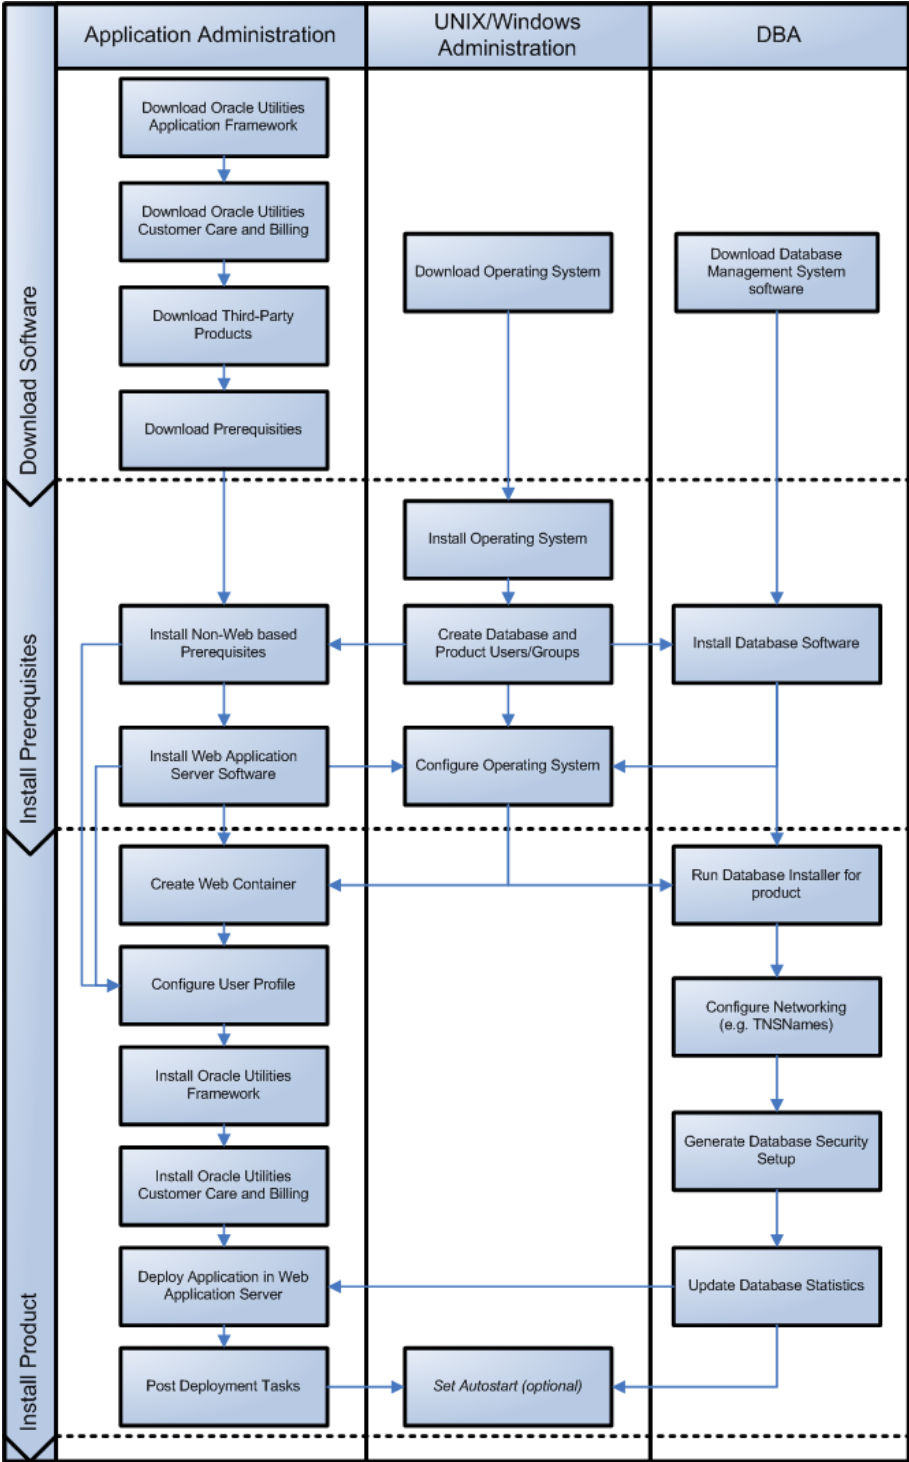 Application Administration
UNIX/Windows
Administration
DBA
Download Software
Download Oracle Utilities
Application Framework
Download Oracle Utilities
Customer Care and Billing
Download Operating System
Download Database
Management System
software
Download Third-Party
Products
Download Prerequisities
Install Prerequisites
Install Operating System
Install Non-Web based
Prerequisites
Create Database and
Product Users/Groups
Install Database Software
Install Web Application
Server Software
Configure Operating System
Install Product
Create Web Container
Run Database Installer for
product
Configure User Profile
Configure Networking
(e.g. TNSNames)
Install Oracle Utilities
Framework
Generate Database Security
Setup
Install Oracle Utilities
Customer Care and Billing
Deploy Application in Web
Application Server
Update Database Statistics
Post Deployment Tasks
Set Autostart (optional)